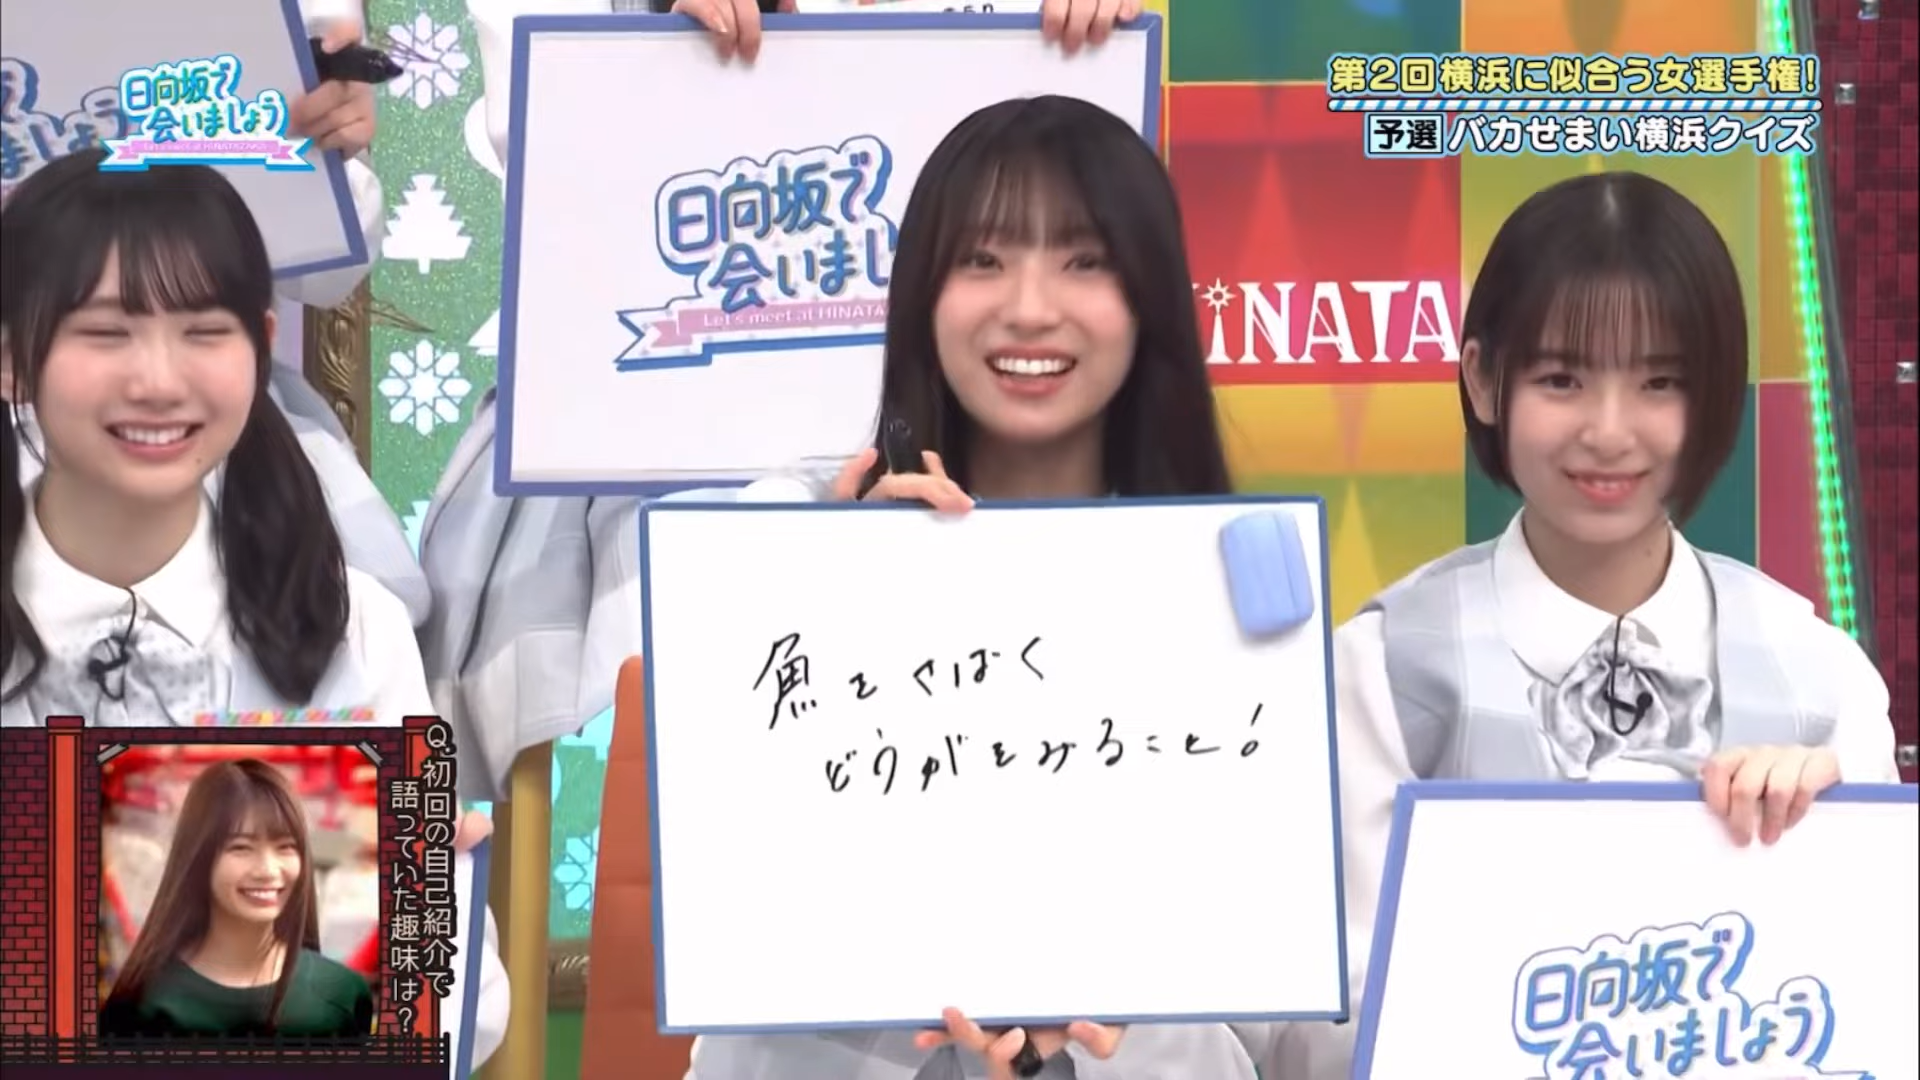 日向坂で
会いましょう
Let's meet at HINATAZAKA
第2回横浜に似合う女選手権!
予選 バカせまい横浜クイズ
日向坂で
会いまし
Let's meet at HINATA
HINATA
魚をさばく
どうがをみること!
Q.初回の自己紹介で
語っていた趣味は?
日向坂で
会いましょう